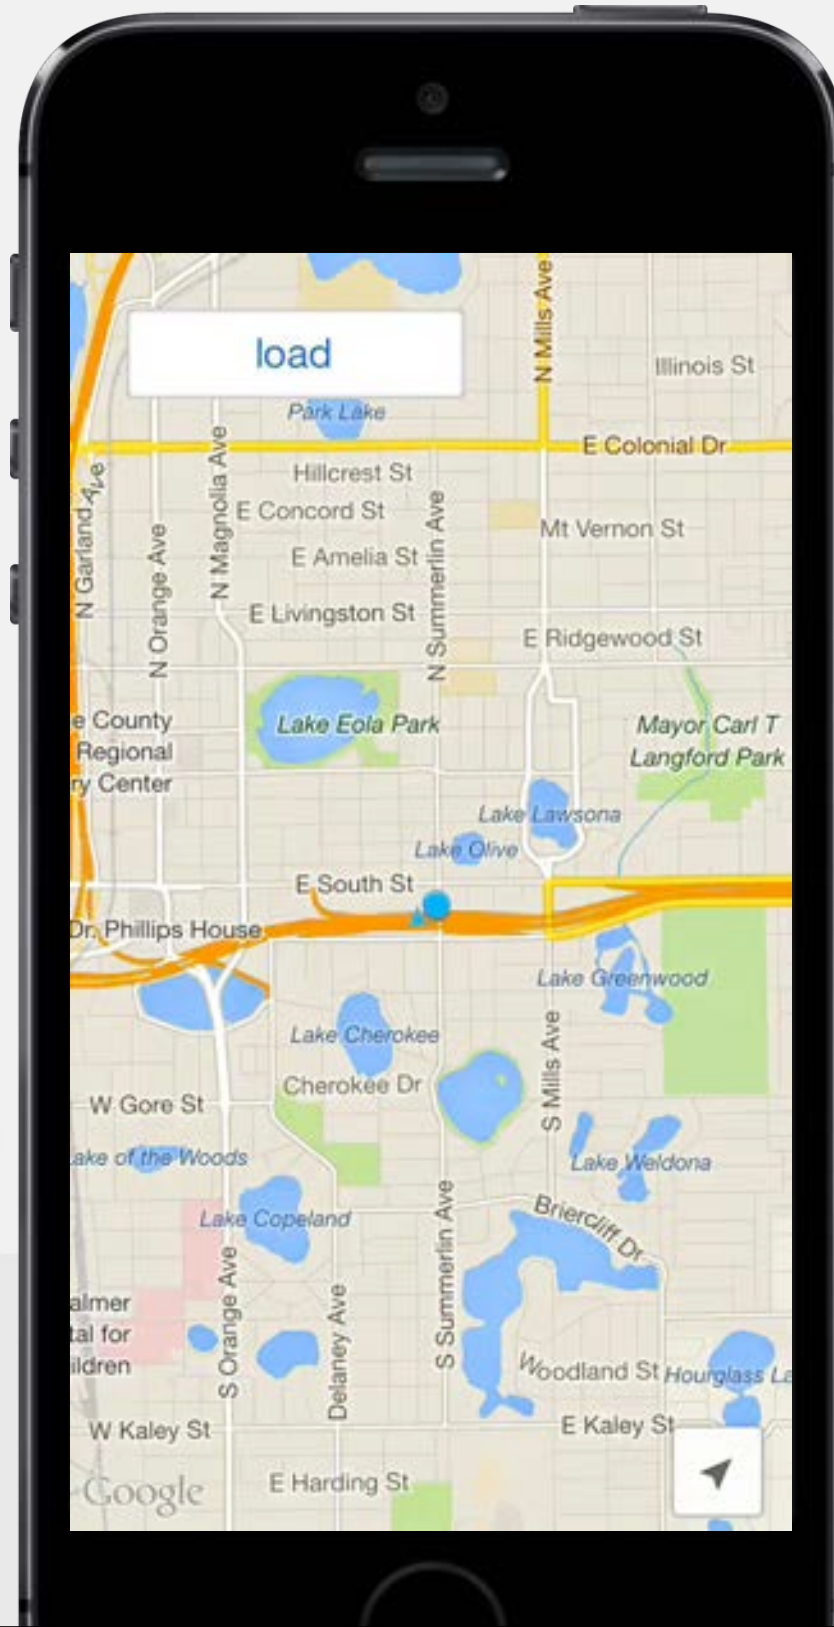 N Mills Ave
load
Illinois St
Park Lake
E Colonial Dr
N Garland Ave
N Orange Ave
N Magnolia Ave
Hillcrest St
E Concord St
N Summerlin Ave
Mt Vernon St
E Amelia St
E Livingston St
E Ridgewood St
e County
Regional
ry Center
Lake Eola Park
Mayor Carl T
Langford Park
Lake Lawsona
Lake Olive
E South St
Dr. Phillips House
Lake Greenwood
Lake Cherokee
S Mills Ave
Cherokee Dr
W Gore St
ake of the Woods
Lake Weldona
Lake Copeland
Briercliff Dr
S Orange Ave
S Summerlin Ave
Delaney Ave
almer
tal for
ildren
Woodland St
Hourglass La
W Kaley St
E Kaley St
Google
E Harding St